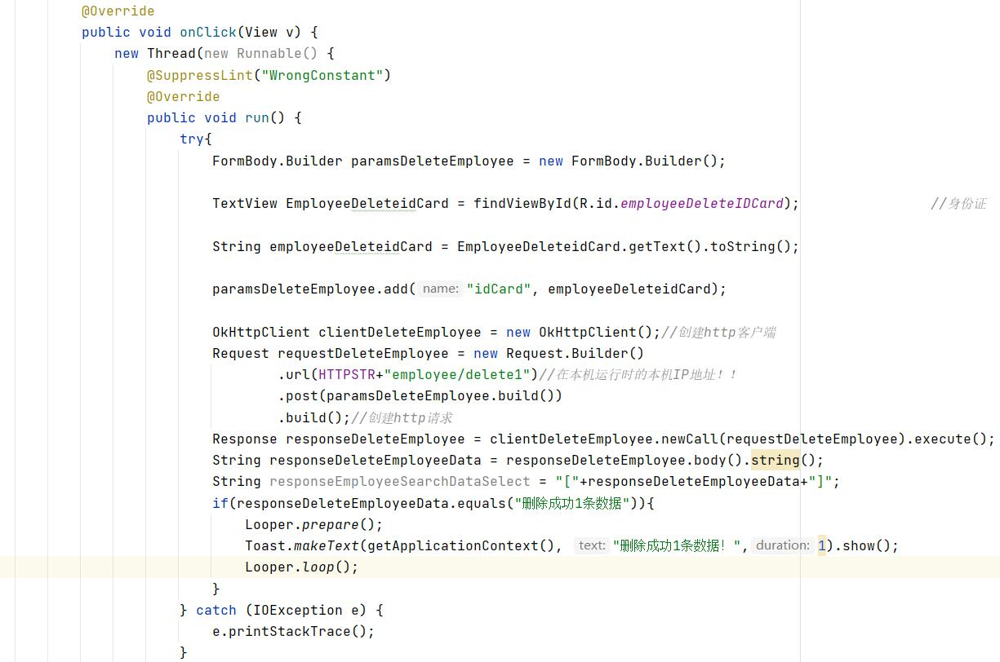 @Override
public void onClick(View v) {
new Thread(new Runnable() {
@SuppressLint("WrongConstant")
@Override
public void run() {
try{
FormBody.Builder paramsDeleteEmployee = new FormBody.Builder();
TextView EmployeeDeleteidCard = findViewById(R.id.employeeDeleteIDCard); //身份证
String employeeDeleteidCard = EmployeeDeleteidCard.getText().toString();
paramsDeleteEmployee.add( name: "idCard", employeeDeleteidCard);
OkHttpClient clientDeleteEmployee = new OkHttpClient();//创建http客户端
Request requestDeleteEmployee = new Request.Builder()
.url(HTTPSTR+"employee/delete1")//在本机运行时的本机IP地址！！
.post(paramsDeleteEmployee.build())
.build();//创建http请求
Response responseDeleteEmployee = clientDeleteEmployee.newCall(requestDeleteEmployee).execute();
String responseDeleteEmployeeData = responseDeleteEmployee.body().string();
String responseEmployeeSearchDataSelect = "["+responseDeleteEmployeeData+"]";
if(responseDeleteEmployeeData.equals("删除成功1条数据")){
Looper.prepare();
Toast.makeText(getApplicationContext(), text: "删除成功1条数据！", duration: 1).show();
Looper.loop();
}
} catch (IOException e) {
e.printStackTrace();
}